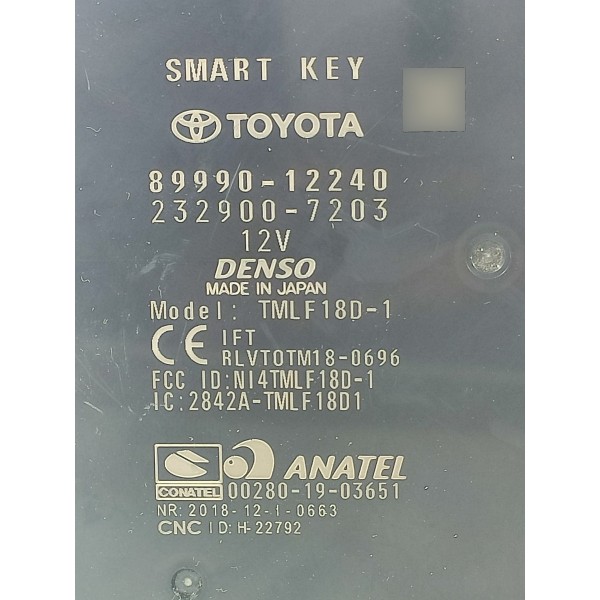 SMART KEY
TOYOTA
89990-12240
232900-7203
12V
DENSO
MADE IN JAPAN
Model: TMLF18D-1
CE IFT
RLVTOTM18-0696
FCC ID:NI4TMLF18D-1
IC:2842A-TMLF18D1
ANATEL
CONATEL 00280-19-03651
NR: 2018-12-I-0663
CNC ID: H-22792